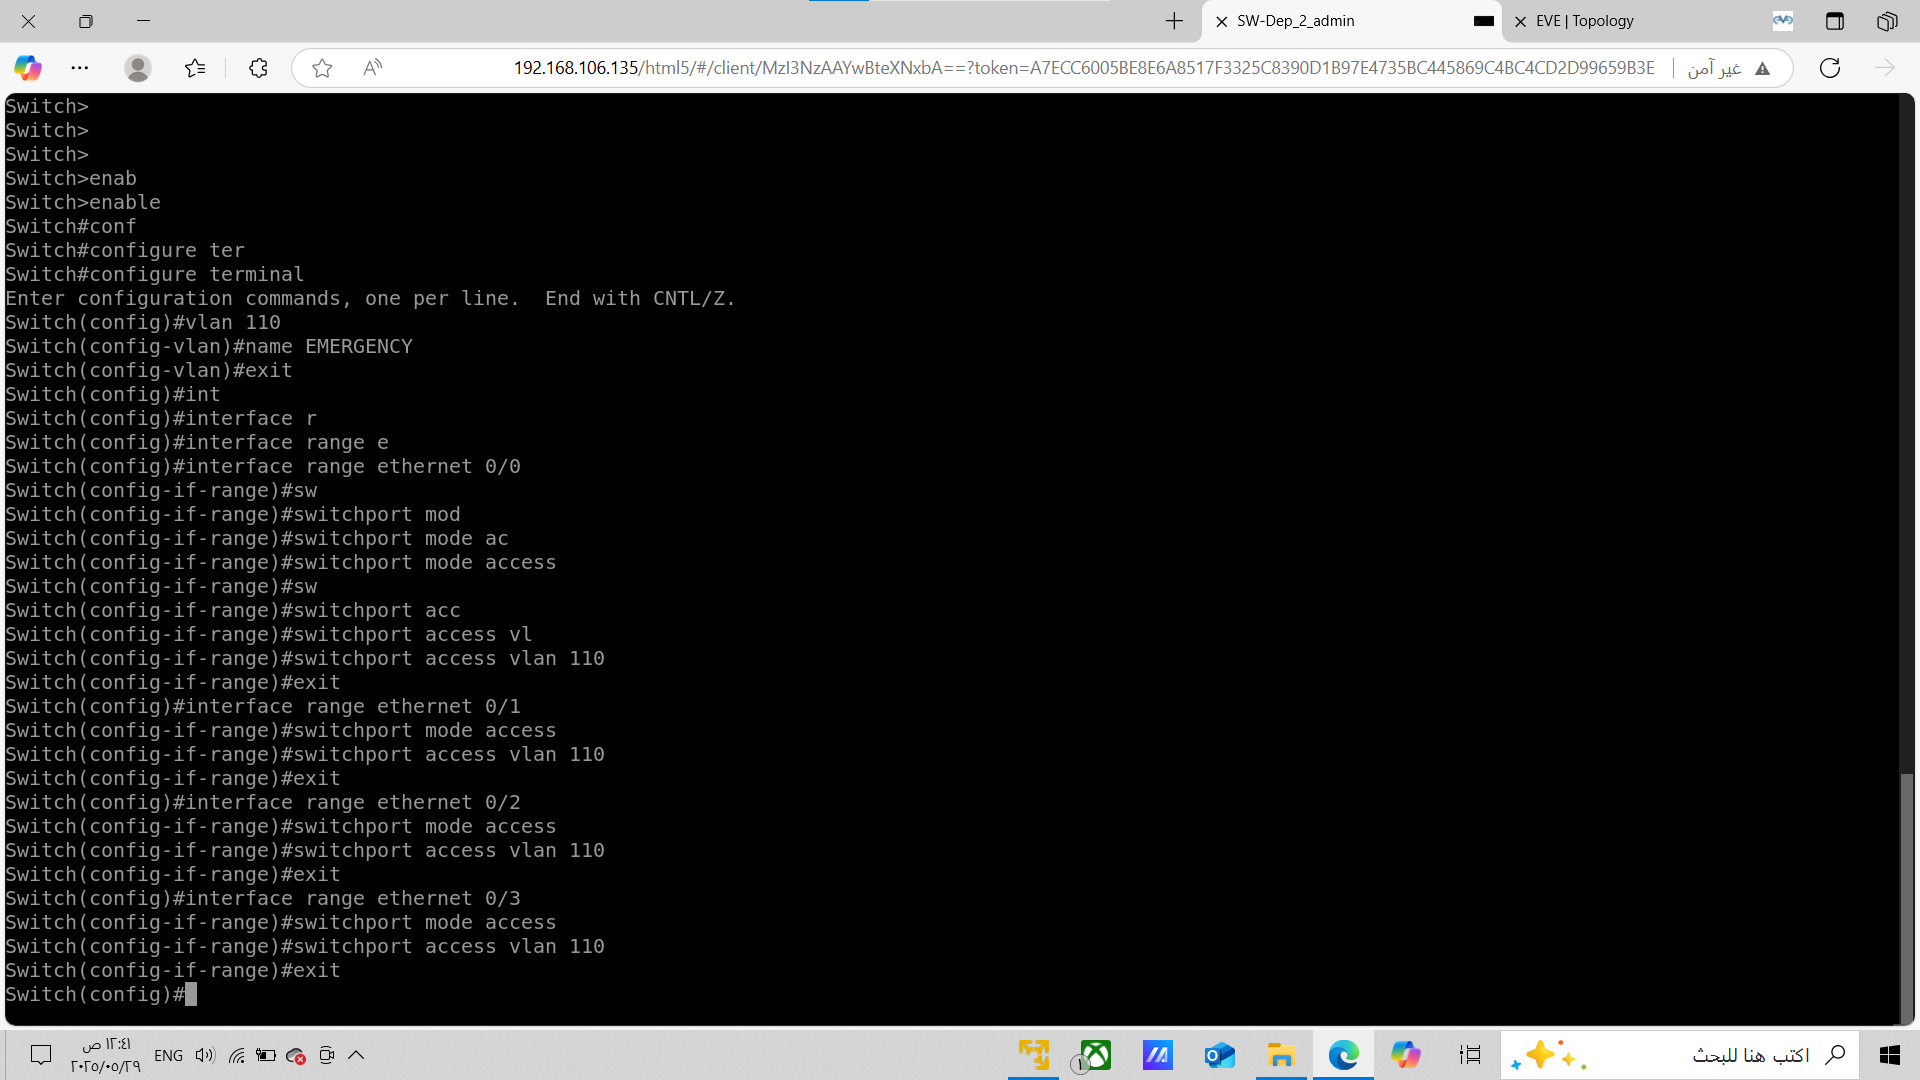 SW-Dep_2_admin
EVE | Topology
192.168.106.135/html5/#/client/MzI3NzAAYwBteXNxbA==?token=A7ECC6005BE8E6A8517F3325C8390D1B97E4735BC445869C4BC4CD2D99659B3E
غير آمن
Switch>
Switch>
Switch>
Switch>enab
Switch>enable
Switch#conf
Switch#configure ter
Switch#configure terminal
Enter configuration commands, one per line.  End with CNTL/Z.
Switch(config)#vlan 110
Switch(config-vlan)#name EMERGENCY
Switch(config-vlan)#exit
Switch(config)#int
Switch(config)#interface r
Switch(config)#interface range e
Switch(config)#interface range ethernet 0/0
Switch(config-if-range)#sw
Switch(config-if-range)#switchport mod
Switch(config-if-range)#switchport mode ac
Switch(config-if-range)#switchport mode access
Switch(config-if-range)#sw
Switch(config-if-range)#switchport acc
Switch(config-if-range)#switchport access vl
Switch(config-if-range)#switchport access vlan 110
Switch(config-if-range)#exit
Switch(config)#interface range ethernet 0/1
Switch(config-if-range)#switchport mode access
Switch(config-if-range)#switchport access vlan 110
Switch(config-if-range)#exit
Switch(config)#interface range ethernet 0/2
Switch(config-if-range)#switchport mode access
Switch(config-if-range)#switchport access vlan 110
Switch(config-if-range)#exit
Switch(config)#interface range ethernet 0/3
Switch(config-if-range)#switchport mode access
Switch(config-if-range)#switchport access vlan 110
Switch(config-if-range)#exit
Switch(config)#
اكتب هنا للبحث
ENG
١٢:٤١ ص
٢٠٢٥/٠٥/٢٩